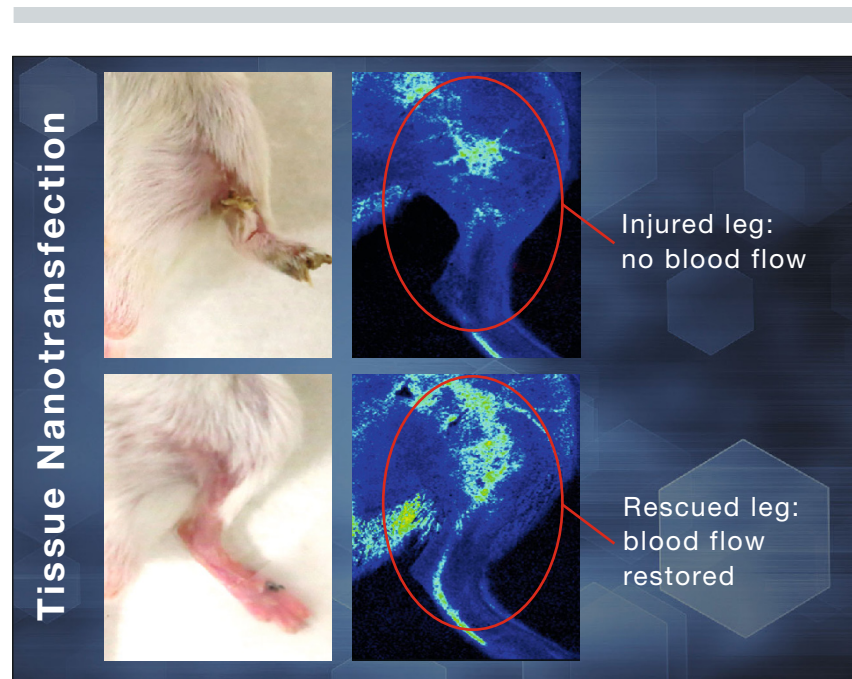 Tissue Nanotransfection
Injured leg:
no blood flow
Rescued leg:
blood flow
restored